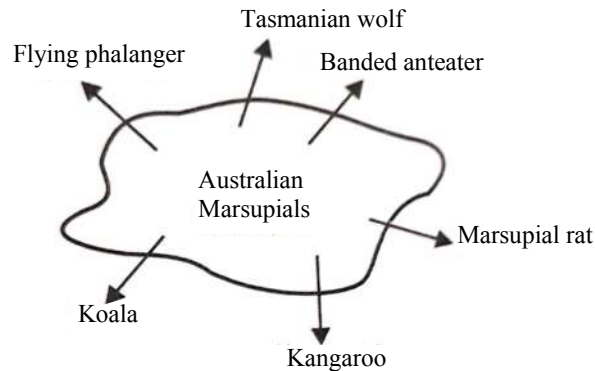 Tasmanian wolf
Flying phalanger
Banded anteater
Australian
Marsupials
Marsupial rat
Koala
Kangaroo